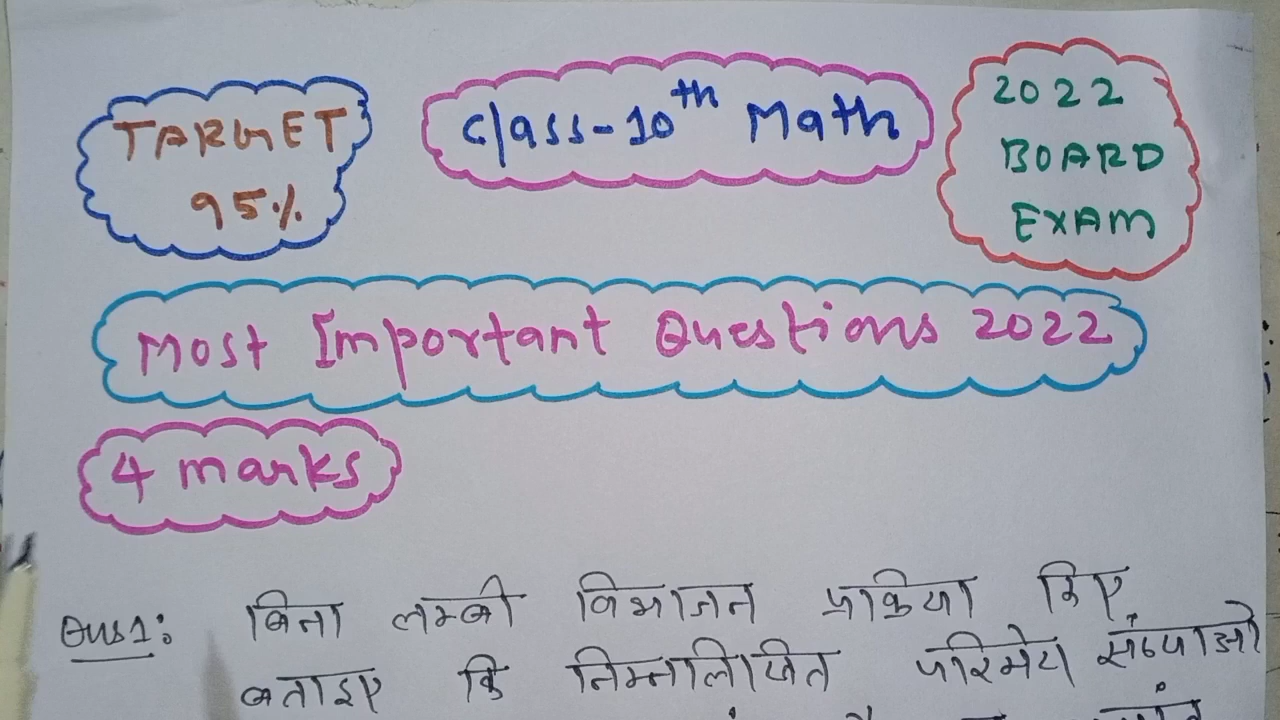 TARGET
95%
Class-10th Math
2022
BOARD
EXAM
Most Important Questions 2022
4 marks
Qus1: बिना लम्बी विभाजन प्रक्रिया किए
बताइए कि निम्नलिखित परिमेय संख्याओं